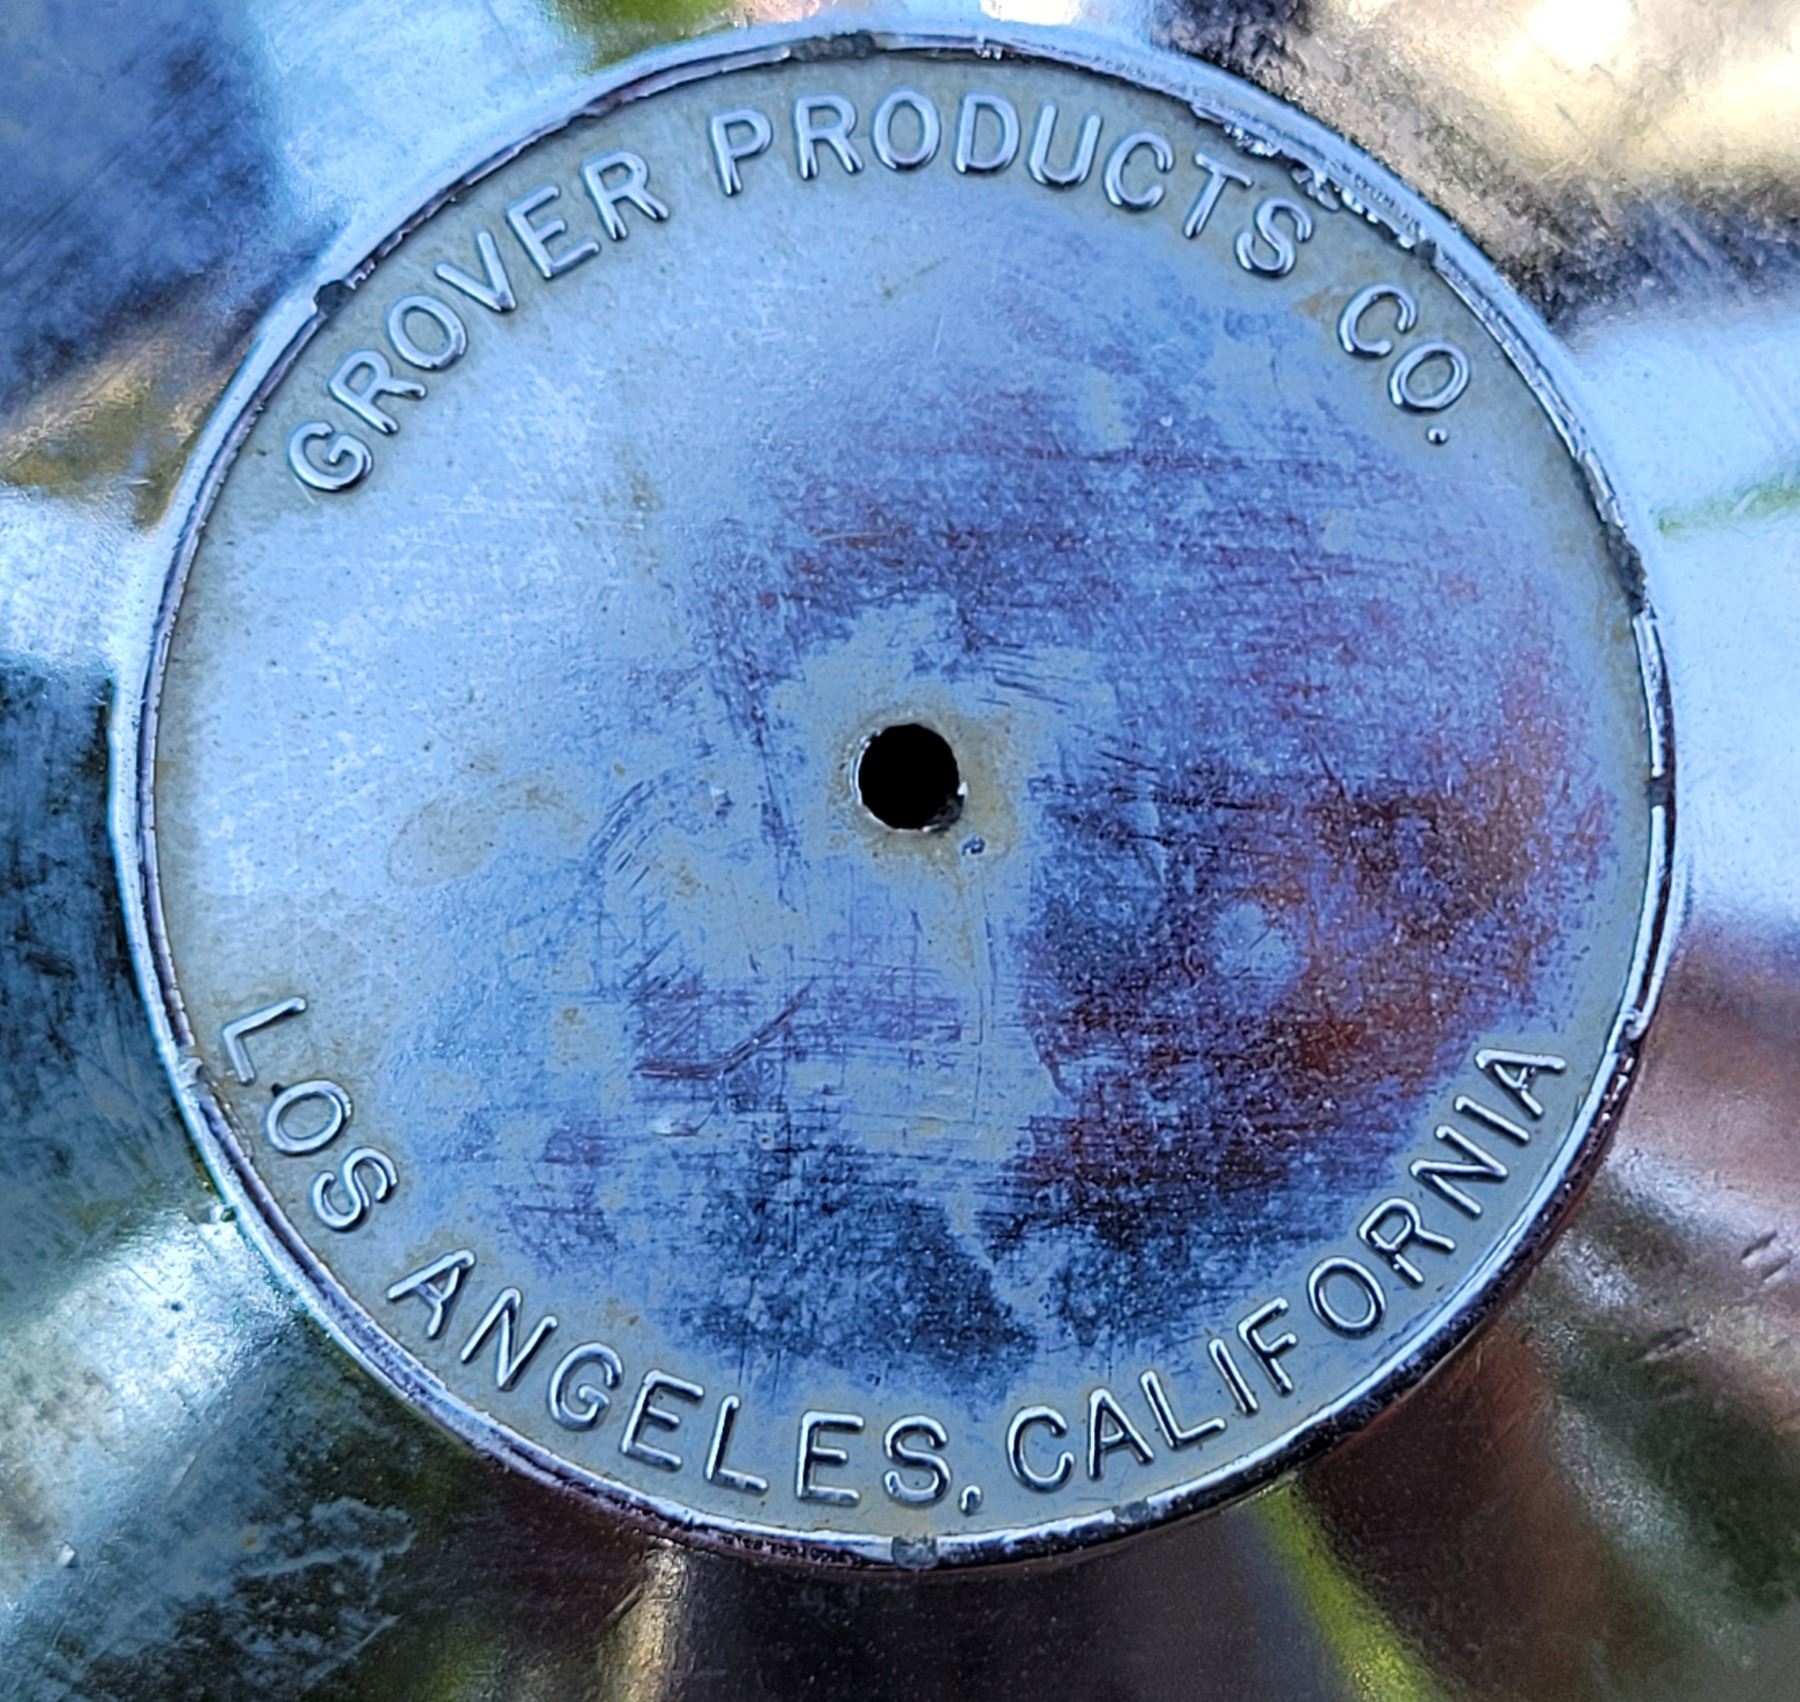 GROVER PRODUCTS CO.
LOS ANGELES, CALIFORNIA